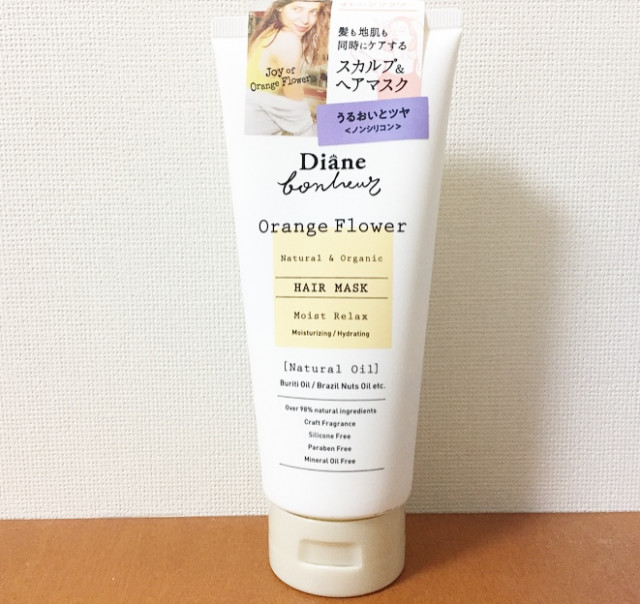 髪も地肌も
同時にケアする
スカルプ&
ヘアマスク
Joy of
Orange Flower
うるおいとツヤ
<ノンシリコン>
Diâne
bonheur
Orange Flower
Natural & Organic
HAIR MASK
Moist Relax
Moisturizing / Hydrating
[Natural Oil]
Buriti Oil / Brazil Nuts Oil etc.
Over 98% natural ingredients
Craft Fragrance
Silicone Free
Paraben Free
Mineral Oil Free